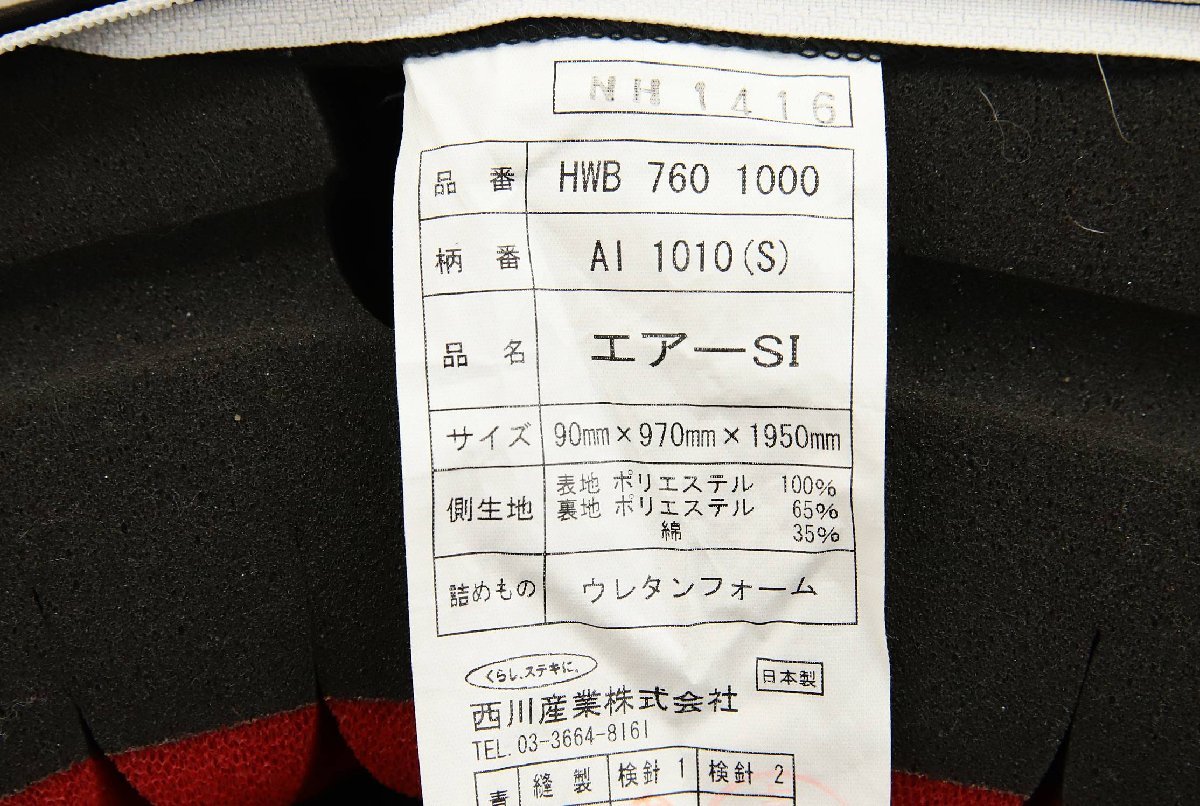 NH 1416
品番 HWB 760 1000
柄番 AI 1010(S)
品名 エアーSI
サイズ 90mm×970mm×1950mm
側生地 表地 ポリエステル 100%
裏地 ポリエステル 65%
綿 35%
詰めもの ウレタンフォーム
くらし、ステキに。
日本製
西川産業株式会社
TEL.03-3664-8161
縫製 検針1 検針2